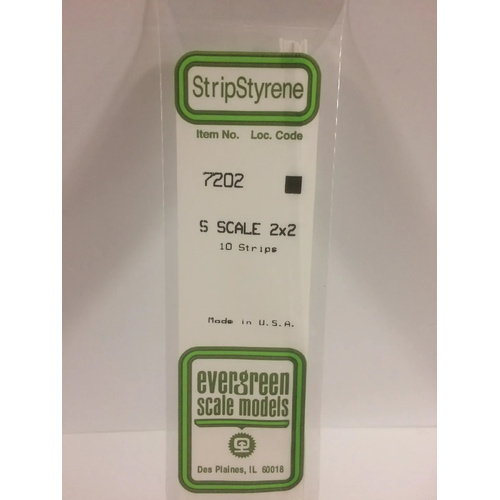 StripStyrene
Item No. Loc. Code
7202
S SCALE 2x2
10 Strips
Made in U.S.A.
evergreen
scale models
Des Plaines, IL 60018